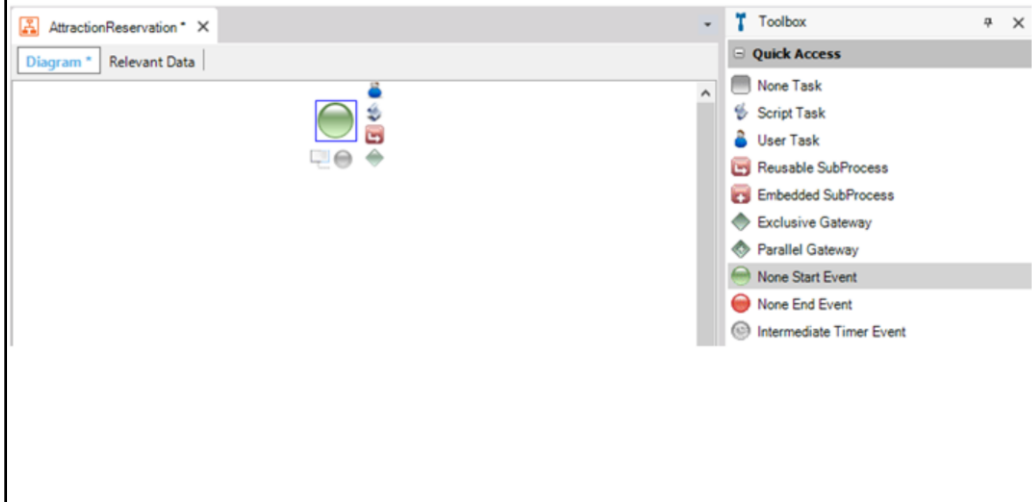 AttractionReservation *
Diagram *
Relevant Data
Toolbox
Quick Access
None Task
Script Task
User Task
Reusable SubProcess
Embedded SubProcess
Exclusive Gateway
Parallel Gateway
None Start Event
None End Event
Intermediate Timer Event